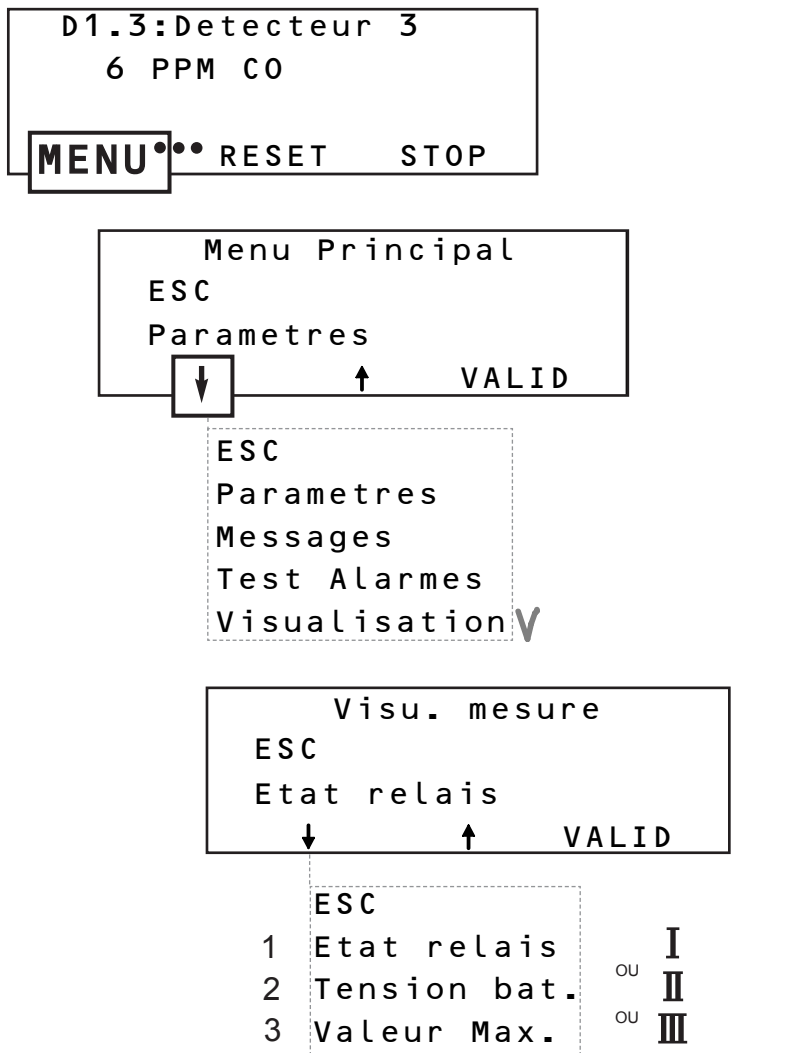 D1.3:Detecteur 3
6 PPM CO
MENU••• RESET STOP
Menu Principal
ESC
Parametres
↓ ↑ VALID
ESC
Parametres
Messages
Test Alarmes
Visualisation V
Visu. mesure
ESC
Etat relais
↓ ↑ VALID
ESC
1 Etat relais I
OU
2 Tension bat. II
OU
3 Valeur Max. III